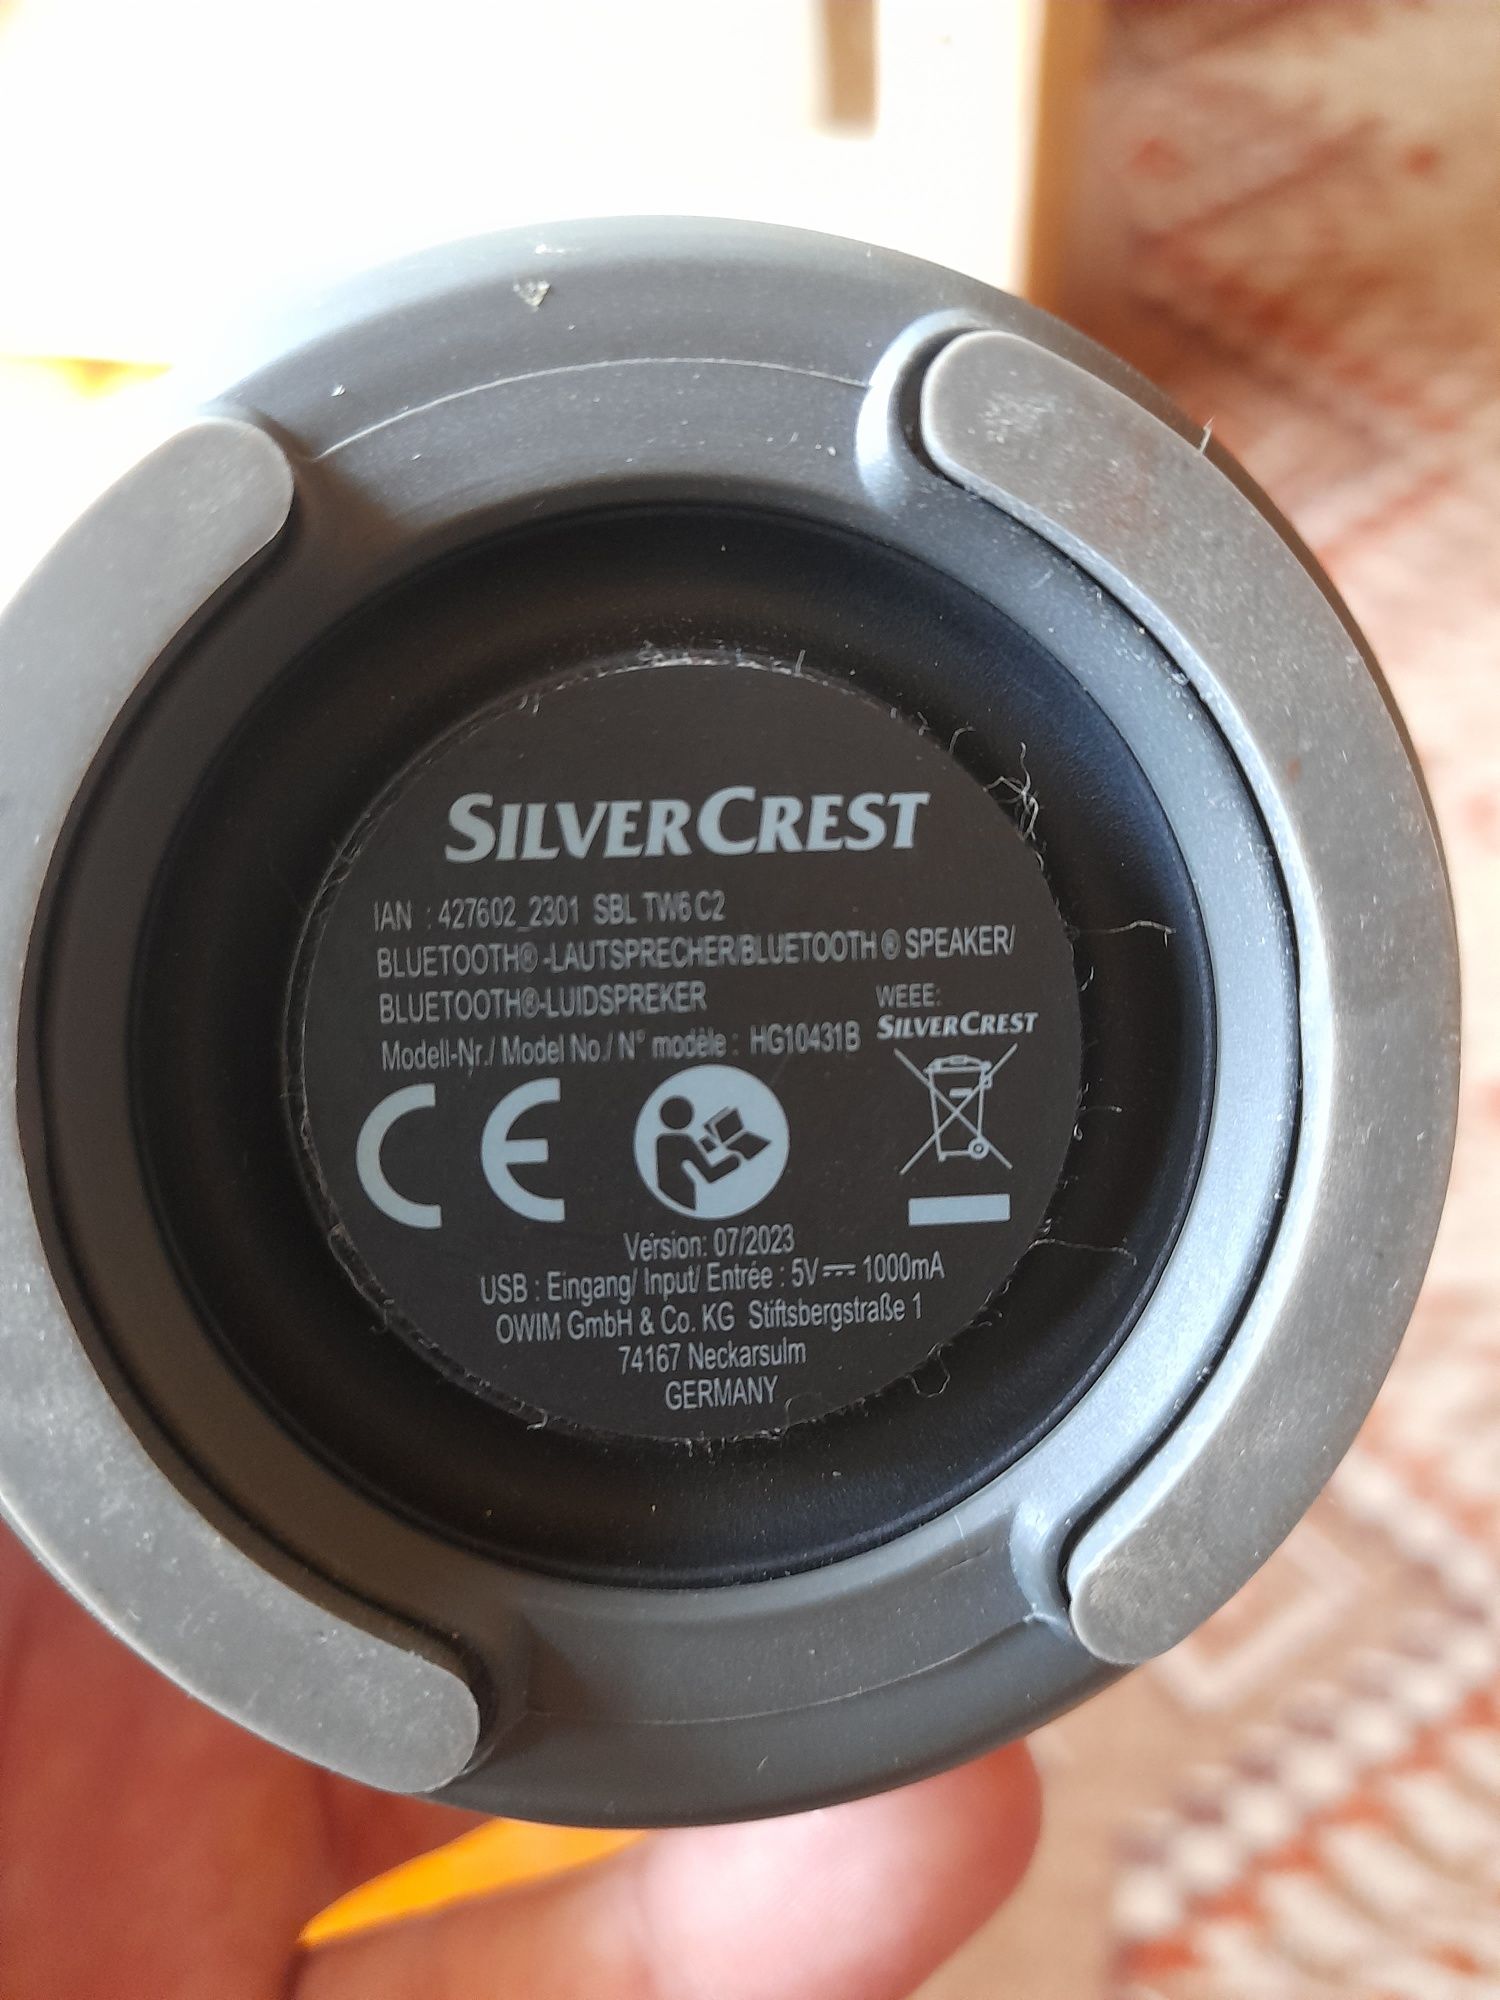 SILVERCREST
IAN : 427602_2301 SBL TW6 C2
BLUETOOTH® -LAUTSPRECHER/BLUETOOTH ® SPEAKER/
BLUETOOTH®-LUIDSPREKER
Modell-Nr./ Model No./ N° modèle : HG10431B
WEEE:
SILVERCREST
CE
Version: 07/2023
USB : Eingang/ Input/ Entrée : 5V⎓ 1000mA
OWIM GmbH & Co. KG Stiftsbergstraße 1
74167 Neckarsulm
GERMANY